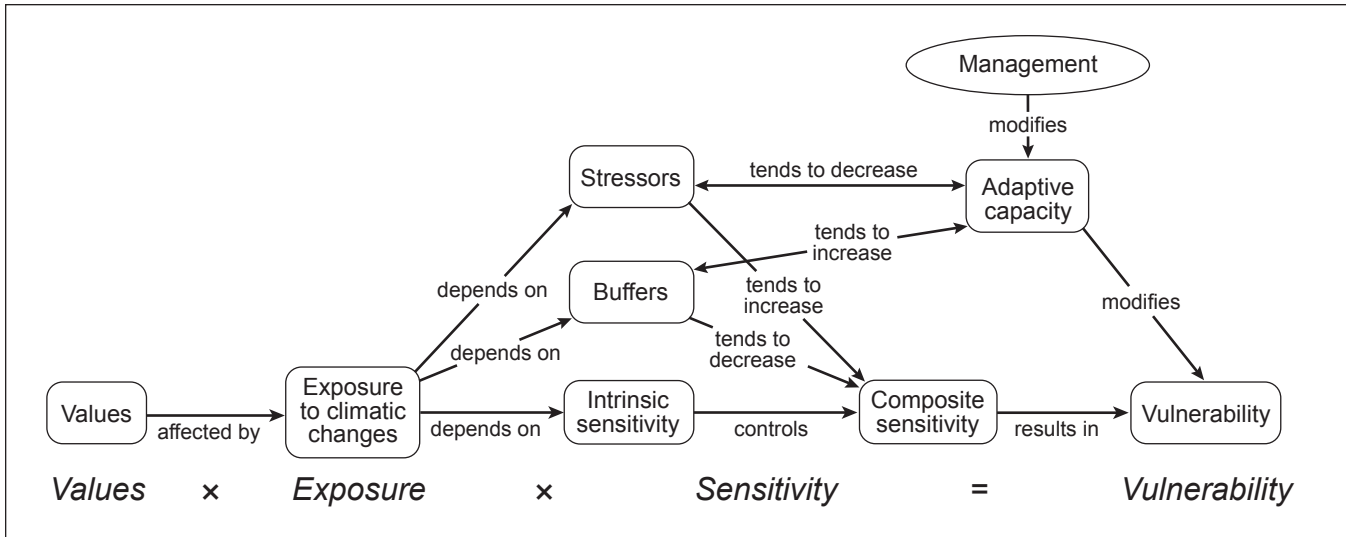 Management
modifies
Stressors
tends to decrease
Adaptive
capacity
tends to
increase
depends on
Buffers
tends to
increase
modifies
depends on
tends to
decrease
Values
affected by
Exposure
to climatic
changes
depends on
Intrinsic
sensitivity
controls
Composite
sensitivity
results in
Vulnerability
Values × Exposure × Sensitivity = Vulnerability